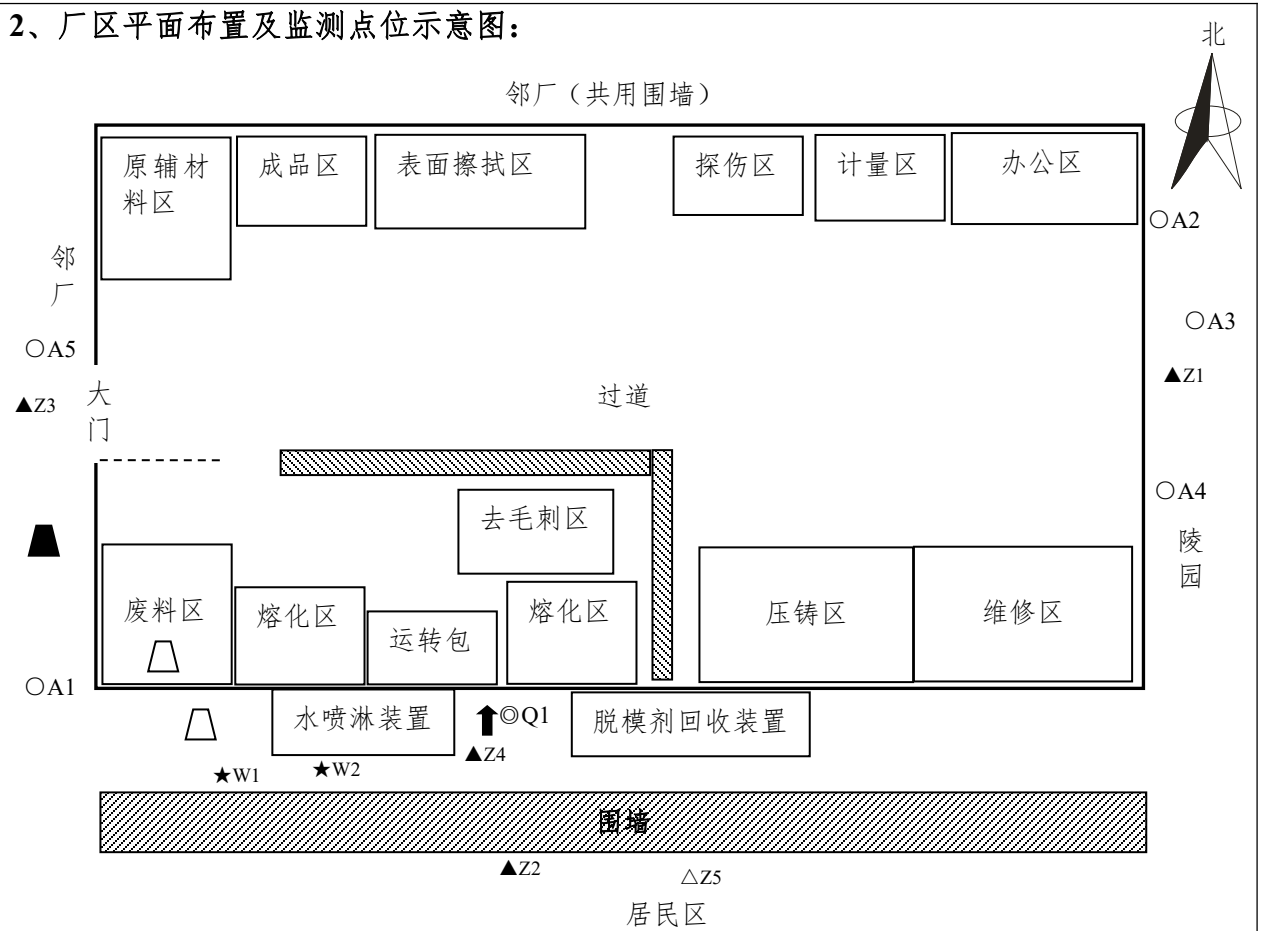 2、厂区平面布置及监测点位示意图：
北
邻厂（共用围墙）
原辅材
料区
成品区
表面擦拭区
探伤区
计量区
办公区
○A2
邻
厂
○A3
○A5
▲Z1
大
门
过道
▲Z3
○A4
去毛刺区
陵
园
废料区
熔化区
运转包
熔化区
压铸区
维修区
○A1
水喷淋装置
◎Q1
脱模剂回收装置
▲Z4
★W1
★W2
围墙
▲Z2
△Z5
居民区